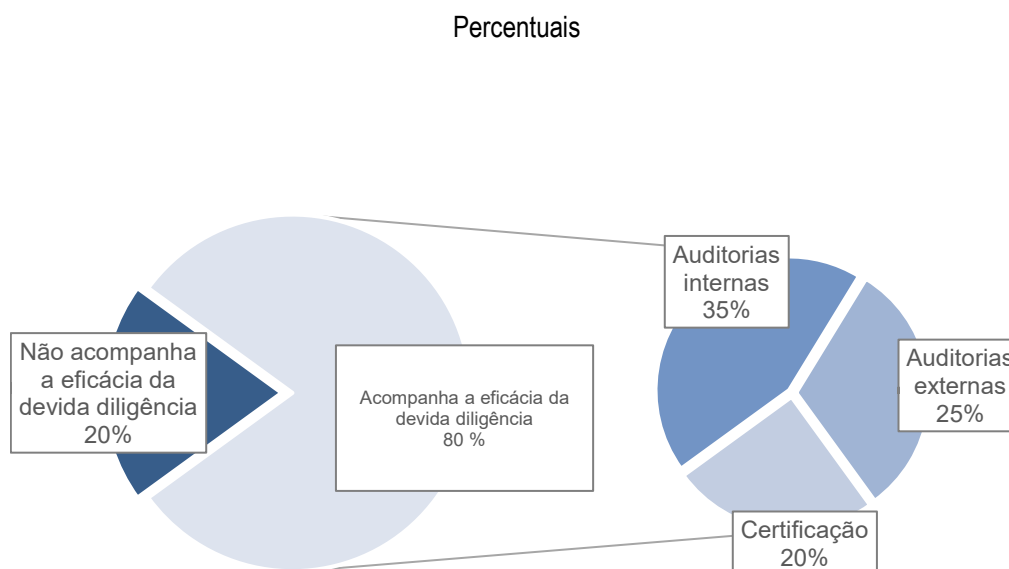 Percentuais
Não acompanha
a eficácia da
devida diligência
20%
Acompanha a eficácia da
devida diligência
80 %
Auditorias
internas
35%
Auditorias
externas
25%
Certificação
20%